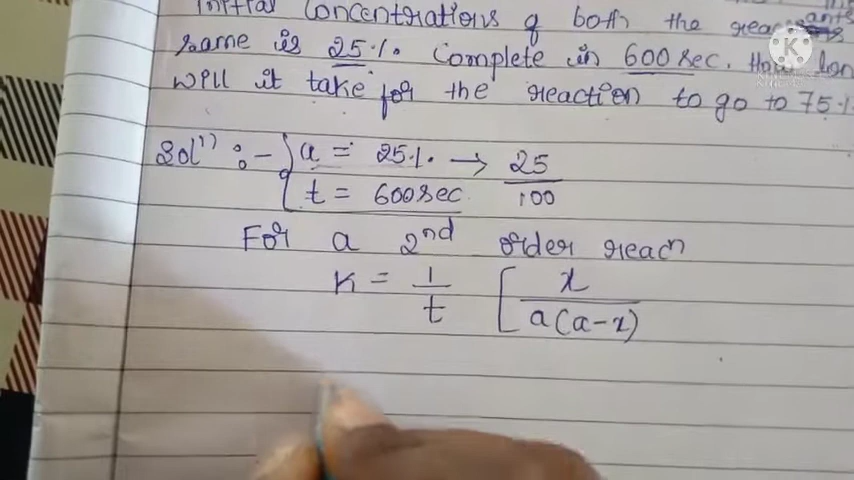 Initial Concentrations of both the reactants
same is 25%. Complete in 600 sec. How lon
will it take for the reaction to go to 75%
Solⁿ :- a = 25%. → 25/100
t = 600 sec
For a 2nd order reacn
K = 1/t [x/a(a-x)